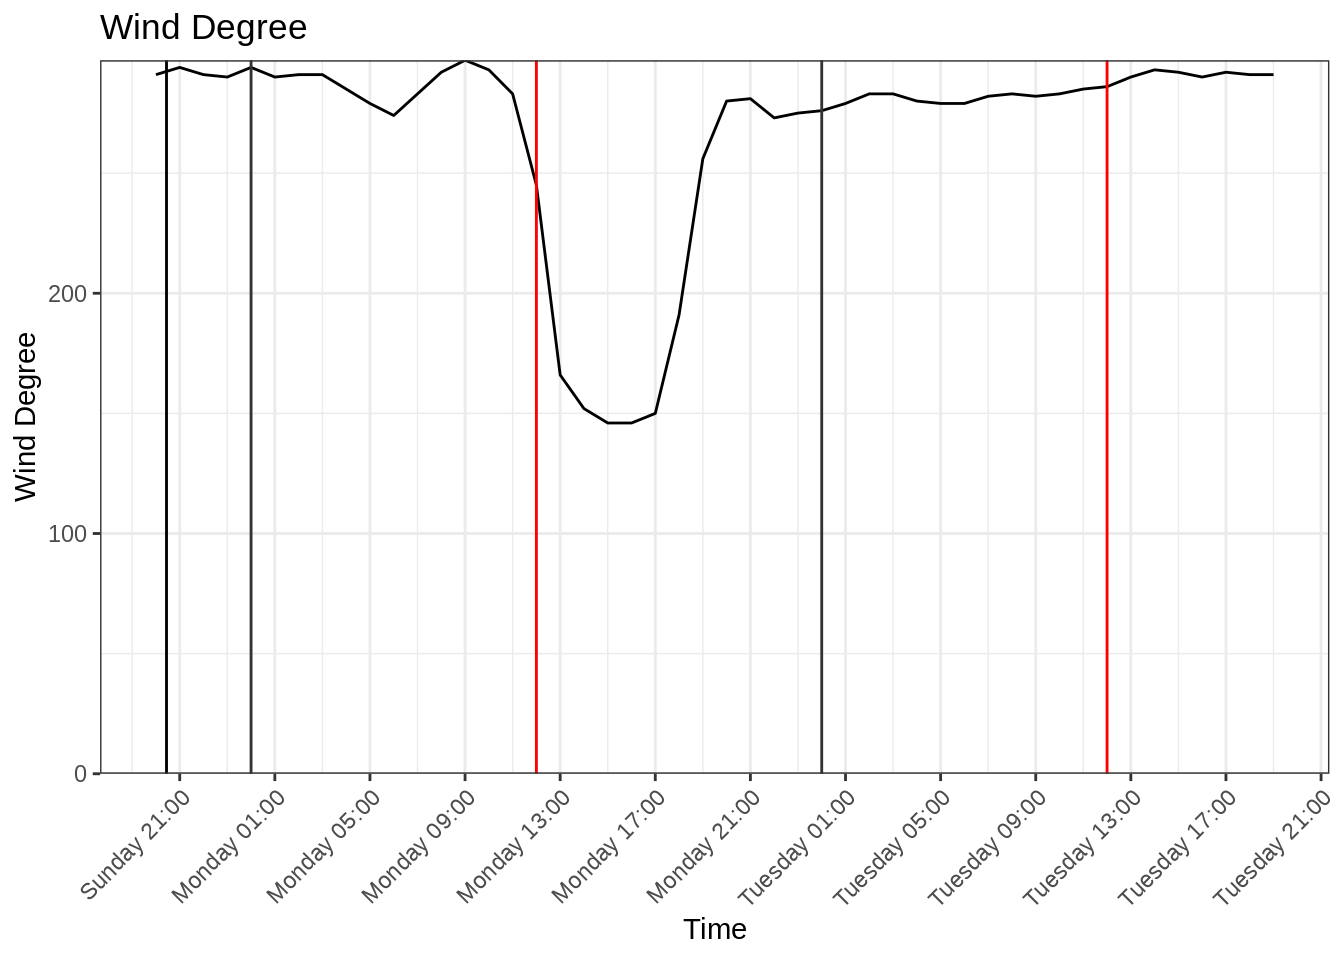 Wind Degree
Wind Degree
200
100
0
Sunday 21:00
Monday 01:00
Monday 05:00
Monday 09:00
Monday 13:00
Monday 17:00
Monday 21:00
Tuesday 01:00
Tuesday 05:00
Tuesday 09:00
Tuesday 13:00
Tuesday 17:00
Tuesday 21:00
Time